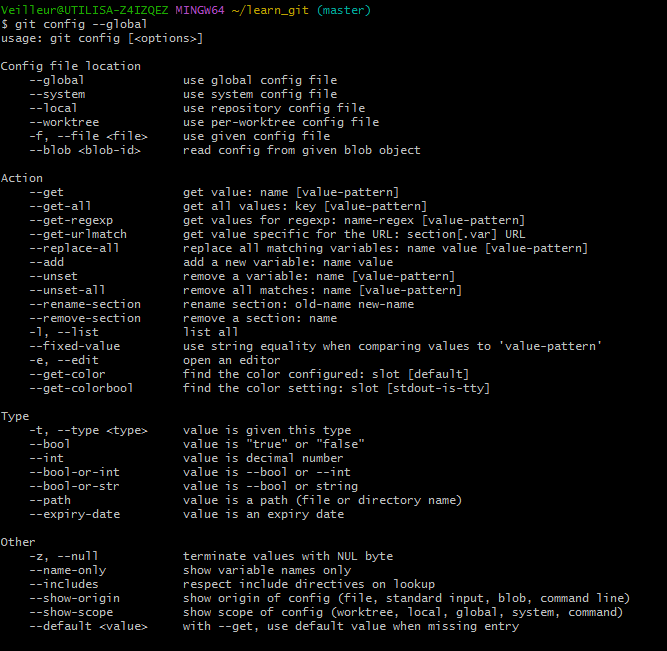 Veilleur@UTILISA-Z4IZQEZ MINGW64 ~/learn_git (master)
$ git config --global
usage: git config [<options>]

Config file location
    --global              use global config file
    --system              use system config file
    --local               use repository config file
    --worktree            use per-worktree config file
    -f, --file <file>     use given config file
    --blob <blob-id>      read config from given blob object

Action
    --get                 get value: name [value-pattern]
    --get-all             get all values: key [value-pattern]
    --get-regexp          get values for regexp: name-regex [value-pattern]
    --get-urlmatch        get value specific for the URL: section[.var] URL
    --replace-all         replace all matching variables: name value [value-pattern]
    --add                 add a new variable: name value
    --unset               remove a variable: name [value-pattern]
    --unset-all           remove all matches: name [value-pattern]
    --rename-section      rename section: old-name new-name
    --remove-section      remove a section: name
    -l, --list            list all
    --fixed-value         use string equality when comparing values to 'value-pattern'
    -e, --edit            open an editor
    --get-color           find the color configured: slot [default]
    --get-colorbool       find the color setting: slot [stdout-is-tty]

Type
    -t, --type <type>     value is given this type
    --bool                value is "true" or "false"
    --int                 value is decimal number
    --bool-or-int         value is --bool or --int
    --bool-or-str         value is --bool or string
    --path                value is a path (file or directory name)
    --expiry-date         value is an expiry date

Other
    -z, --null            terminate values with NUL byte
    --name-only           show variable names only
    --includes            respect include directives on lookup
    --show-origin         show origin of config (file, standard input, blob, command line)
    --show-scope          show scope of config (worktree, local, global, system, command)
    --default <value>     with --get, use default value when missing entry